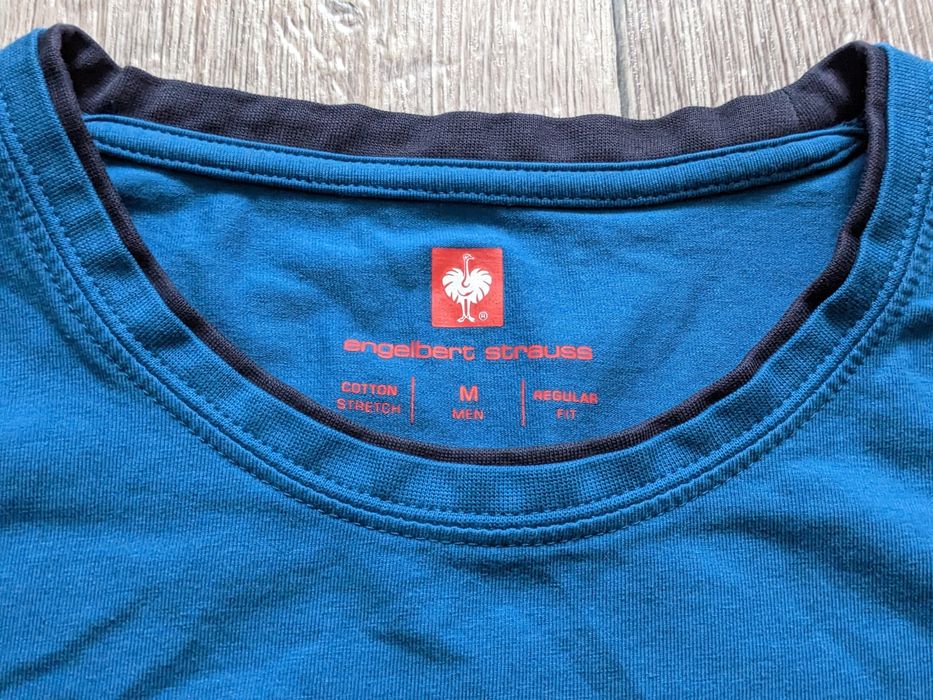 ®
engelbert strauss
COTTON STRETCH
M MEN
REGULAR FIT